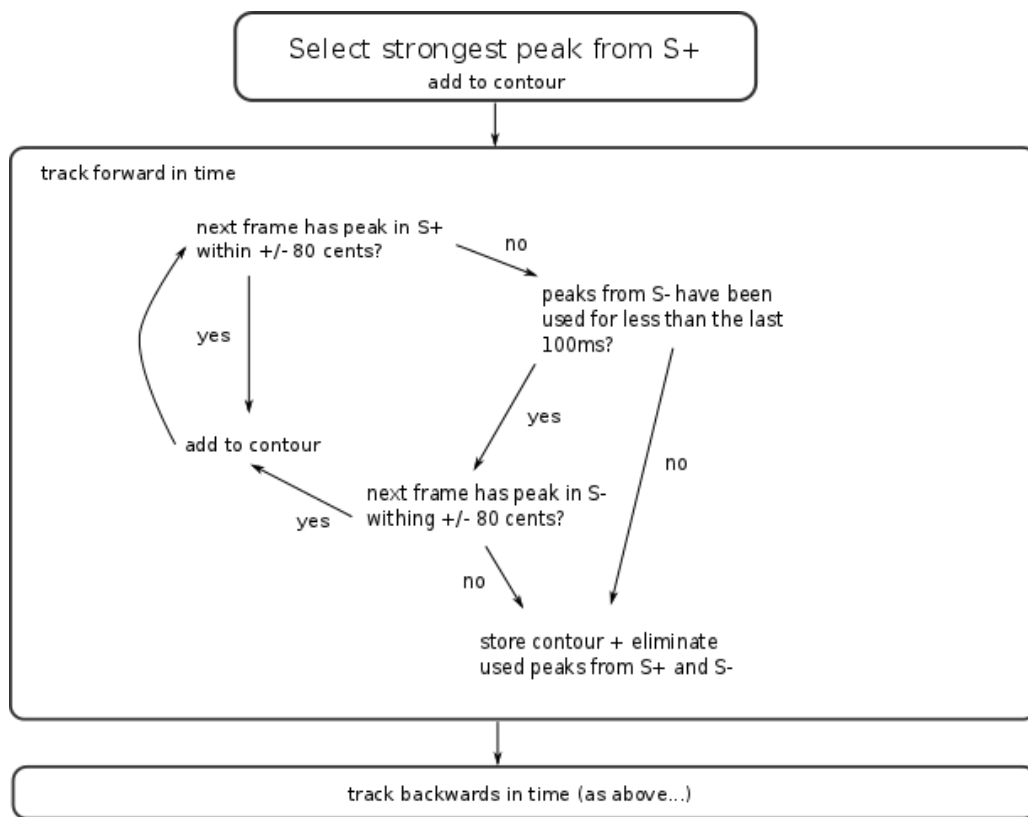 Select strongest peak from S+
add to contour
track forward in time
next frame has peak in S+
within +/- 80 cents?
no
peaks from S- have been
used for less than the last
100ms?
yes
yes
add to contour
no
next frame has peak in S-
withing +/- 80 cents?
yes
no
store contour + eliminate
used peaks from S+ and S-
track backwards in time (as above...)